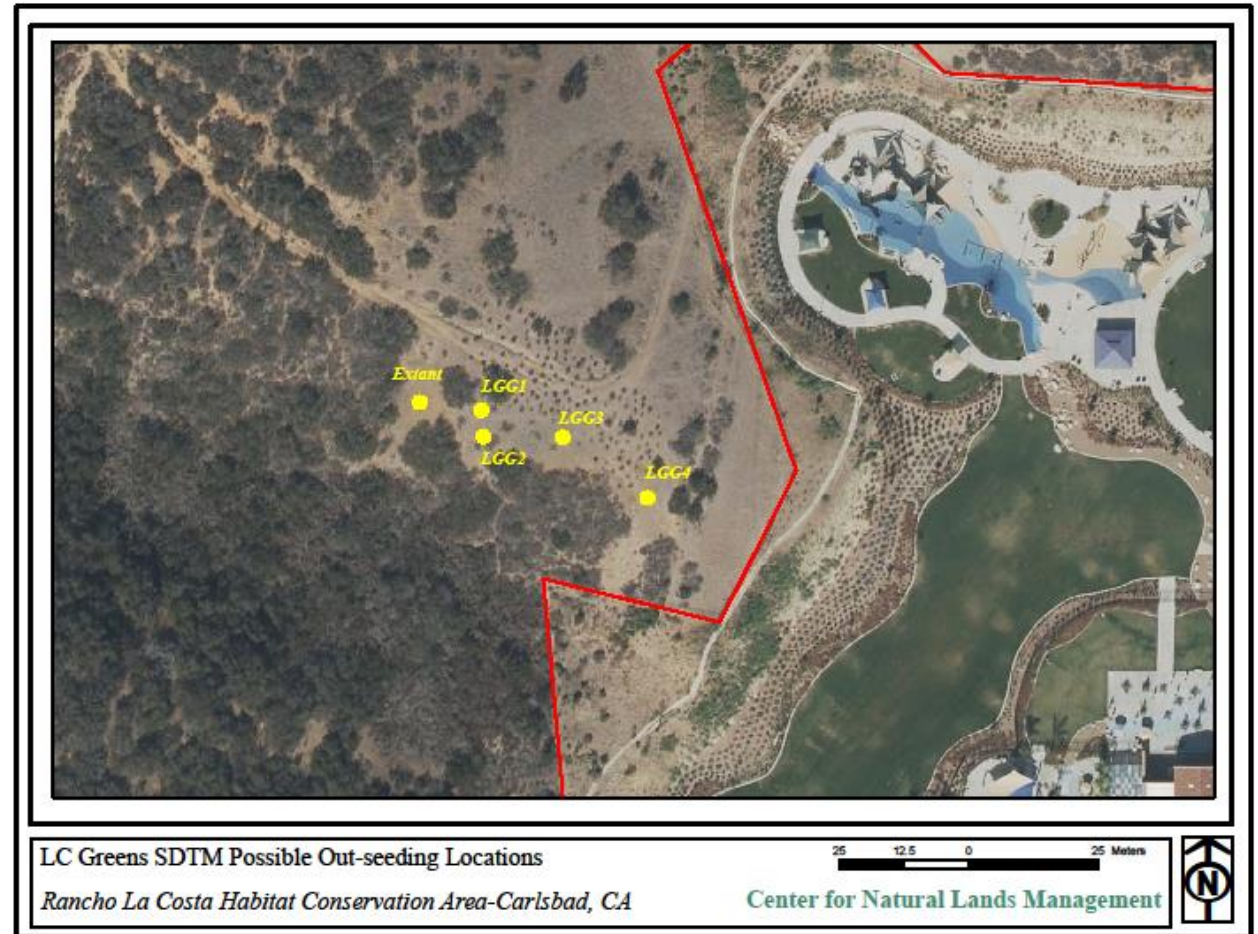 Extant
LGG1
LGG3
LGG2
LGG4
LC Greens SDTM Possible Out-seeding Locations
25 12.5 0 25 Meters
Rancho La Costa Habitat Conservation Area-Carlsbad, CA
Center for Natural Lands Management
N